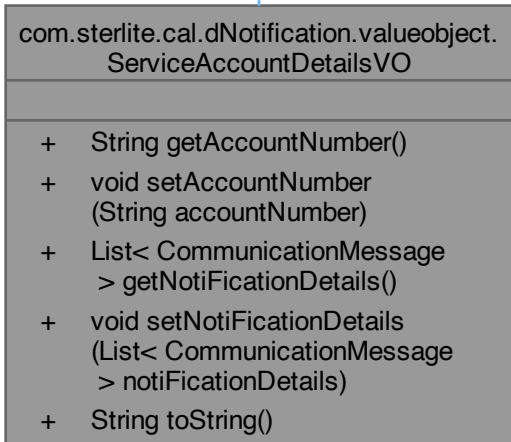 com.sterlite.cal.dNotification.valueobject.
ServiceAccountDetailsVO
+ String getAccountNumber()
+ void setAccountNumber
(String accountNumber)
+ List< CommunicationMessage
> getNotiFicationDetails()
+ void setNotiFicationDetails
(List< CommunicationMessage
> notiFicationDetails)
+ String toString()